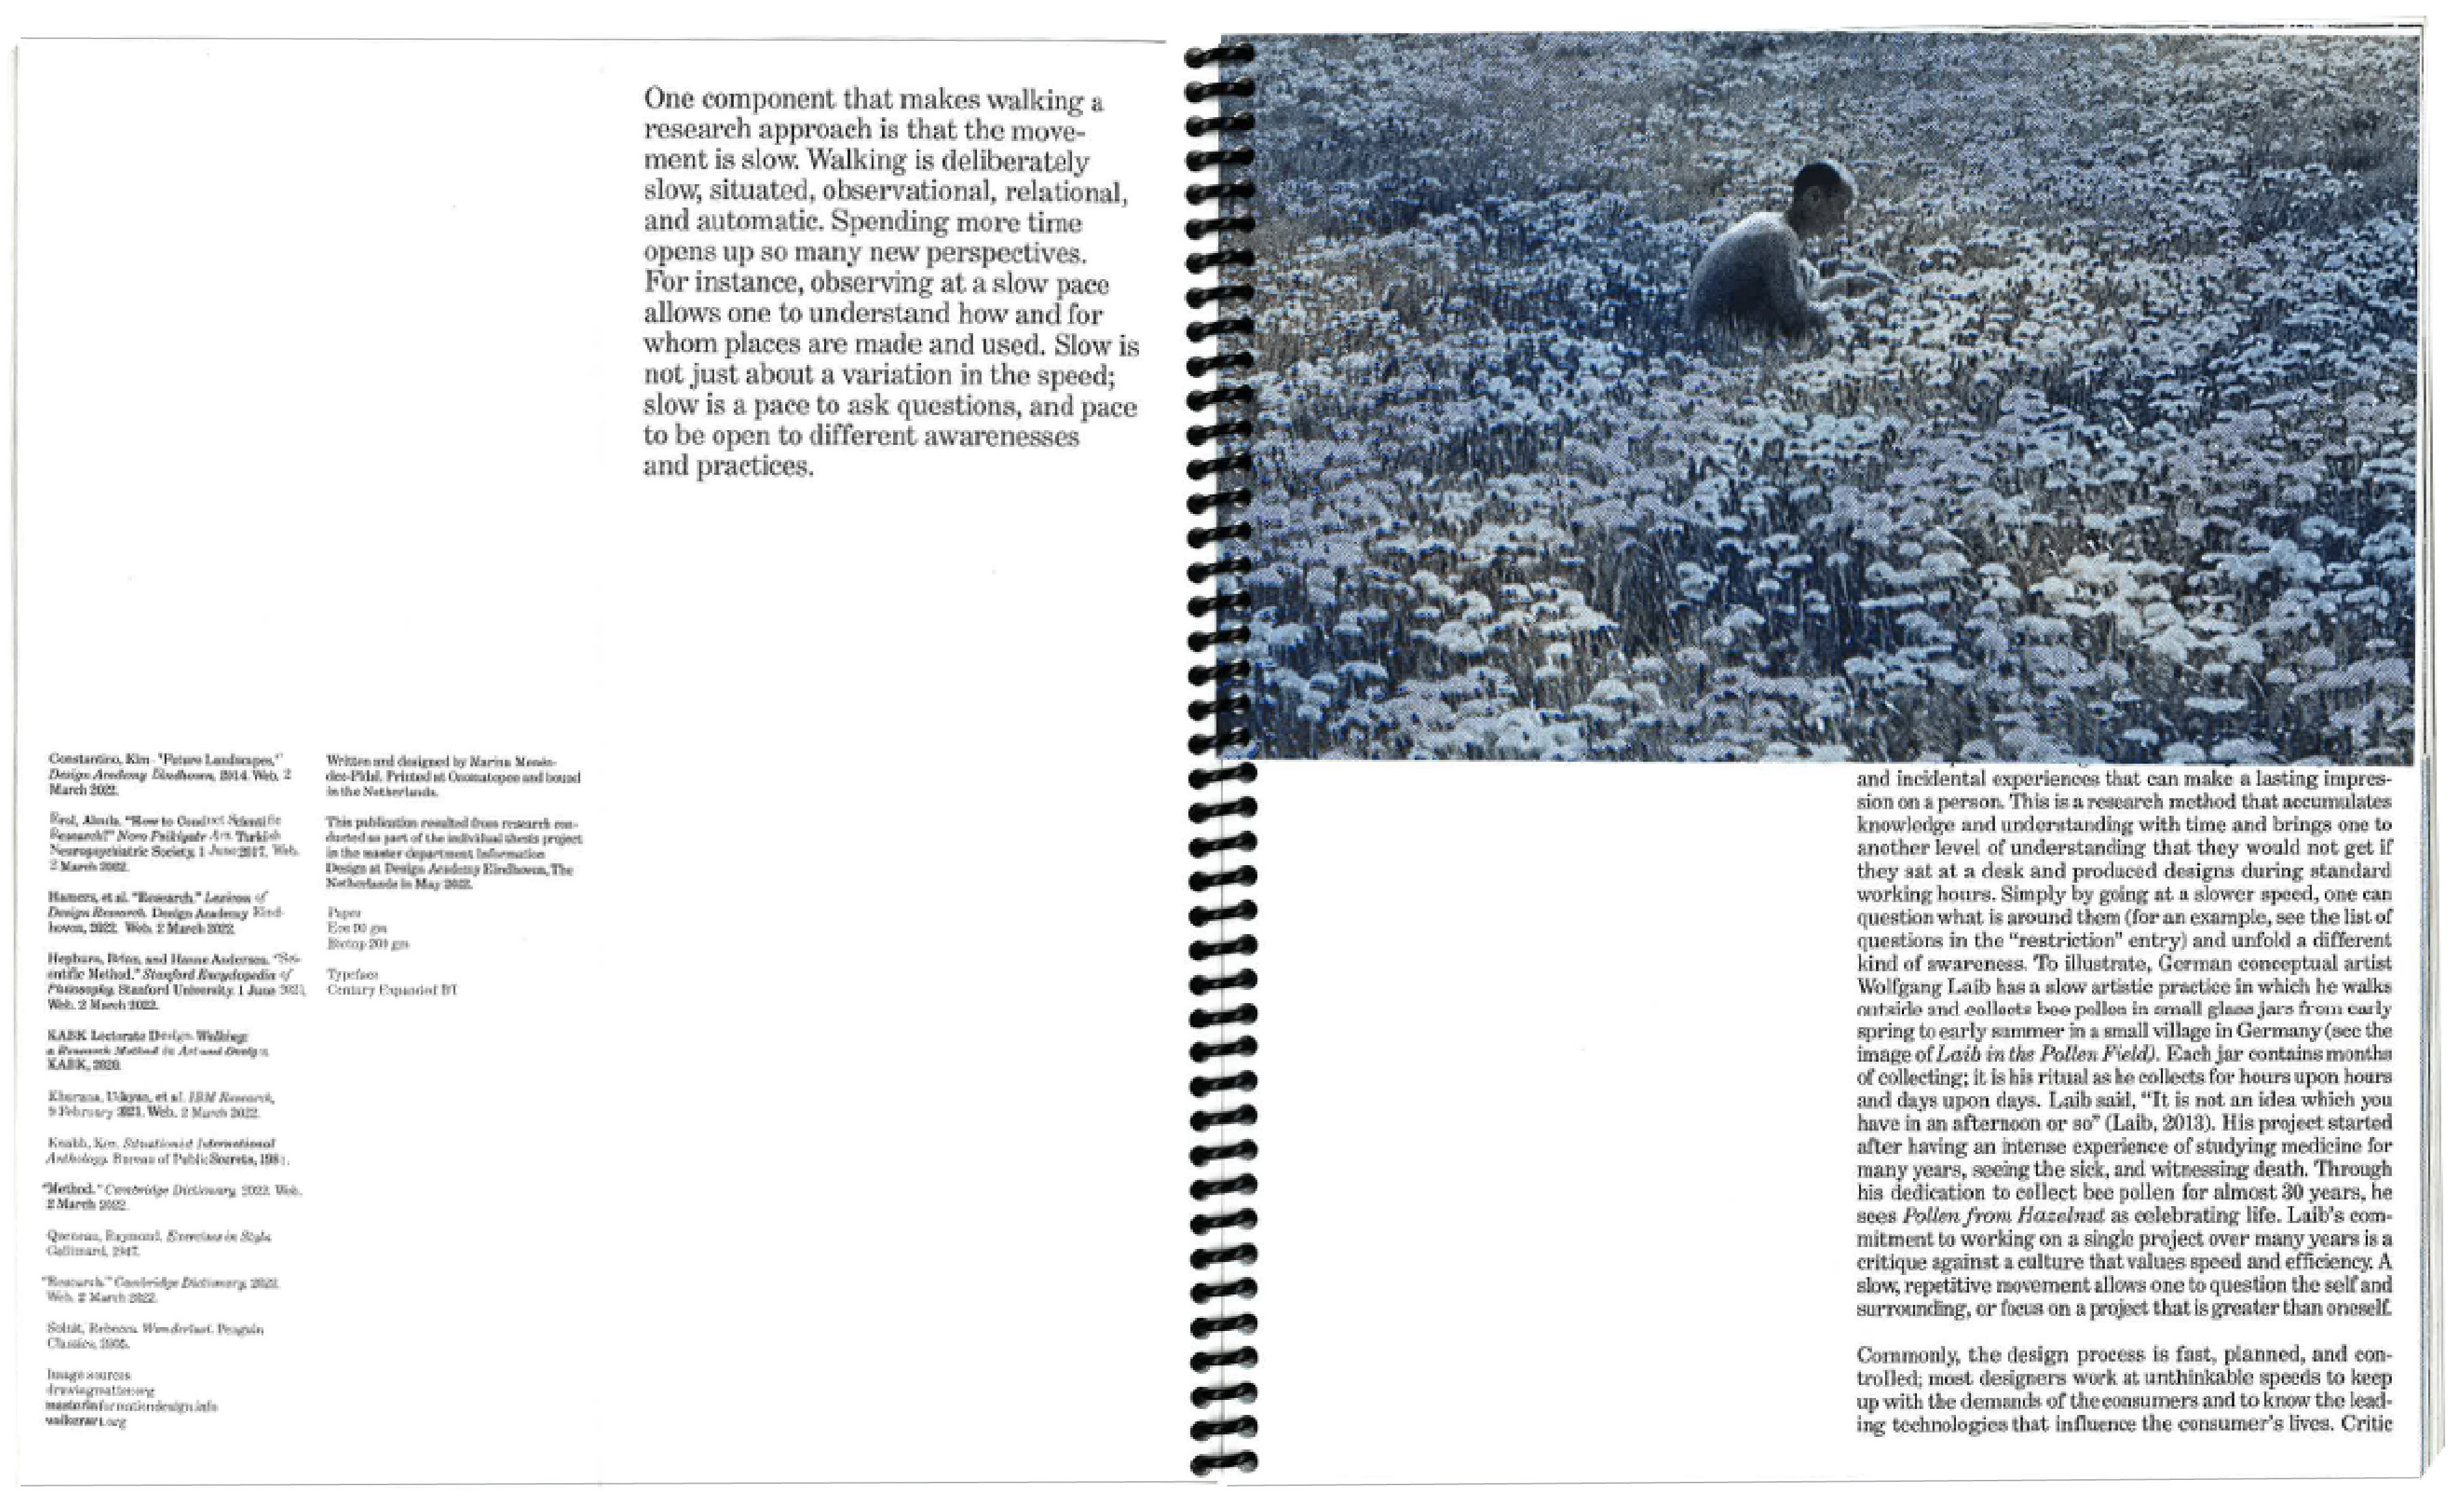 One component that makes walking a
research approach is that the move-
ment is slow. Walking is deliberately
slow, situated, observational, relational,
and automatic. Spending more time
opens up so many new perspectives.
For instance, observing at a slow pace
allows one to understand how and for
whom places are made and used. Slow is
not just about a variation in the speed;
slow is a pace to ask questions, and pace
to be open to different awarenesses
and practices.
Constantino, Kim. "Future Landscapes,"
Design Academy Eindhoven, 2014. Web. 2
March 2022.
Erol, Almila. "How to Conduct Scientific
Research?" Noro Psikiyatr Ars. Turkish
Neuropsychiatric Society, 1 June 2017. Web.
2 March 2022.
Hamers, et al. "Research." Lexicon of
Design Research. Design Academy Eind-
hoven, 2022. Web. 2 March 2022.
Hepburn, Brian, and Hanne Andersen. "Sci-
entific Method." Stanford Encyclopedia of
Philosophy. Stanford University. 1 June 2021.
Web. 2 March 2022.
KABK Lectorate Design. Walking:
a Research Method in Art and Design.
KABK, 2020.
Khurana, Udayan, et al. IBM Research,
9 February 2021. Web. 2 March 2022.
Knabb, Ken. Situationist International
Anthology. Bureau of Public Secrets, 1981.
"Method." Cambridge Dictionary, 2022. Web.
2 March 2022.
Queneau, Raymond. Exercises in Style.
Gallimard, 1947.
"Research." Cambridge Dictionary, 2022.
Web. 2 March 2022.
Solnit, Rebecca. Wanderlust. Penguin
Classics, 2005.
Image sources
drawingmatter.org
masterinformationdesign.info
walkerart.org
Written and designed by Marina Menén-
dez-Pidal. Printed at Onomatopee and bound
in the Netherlands.
This publication resulted from research con-
ducted as part of the individual thesis project
in the master department Information
Design at Design Academy Eindhoven, The
Netherlands in May 2022.
Paper
Eos 90 gm
Biotop 200 gm
Typeface
Century Expanded BT
and incidental experiences that can make a lasting impres-
sion on a person. This is a research method that accumulates
knowledge and understanding with time and brings one to
another level of understanding that they would not get if
they sat at a desk and produced designs during standard
working hours. Simply by going at a slower speed, one can
question what is around them (for an example, see the list of
questions in the “restriction” entry) and unfold a different
kind of awareness. To illustrate, German conceptual artist
Wolfgang Laib has a slow artistic practice in which he walks
outside and collects bee pollen in small glass jars from early
spring to early summer in a small village in Germany (see the
image of Laib in the Pollen Field). Each jar contains months
of collecting; it is his ritual as he collects for hours upon hours
and days upon days. Laib said, “It is not an idea which you
have in an afternoon or so” (Laib, 2013). His project started
after having an intense experience of studying medicine for
many years, seeing the sick, and witnessing death. Through
his dedication to collect bee pollen for almost 30 years, he
sees Pollen from Hazelnut as celebrating life. Laib’s com-
mitment to working on a single project over many years is a
critique against a culture that values speed and efficiency. A
slow, repetitive movement allows one to question the self and
surrounding, or focus on a project that is greater than oneself.
Commonly, the design process is fast, planned, and con-
trolled; most designers work at unthinkable speeds to keep
up with the demands of the consumers and to know the lead-
ing technologies that influence the consumer’s lives. Critic